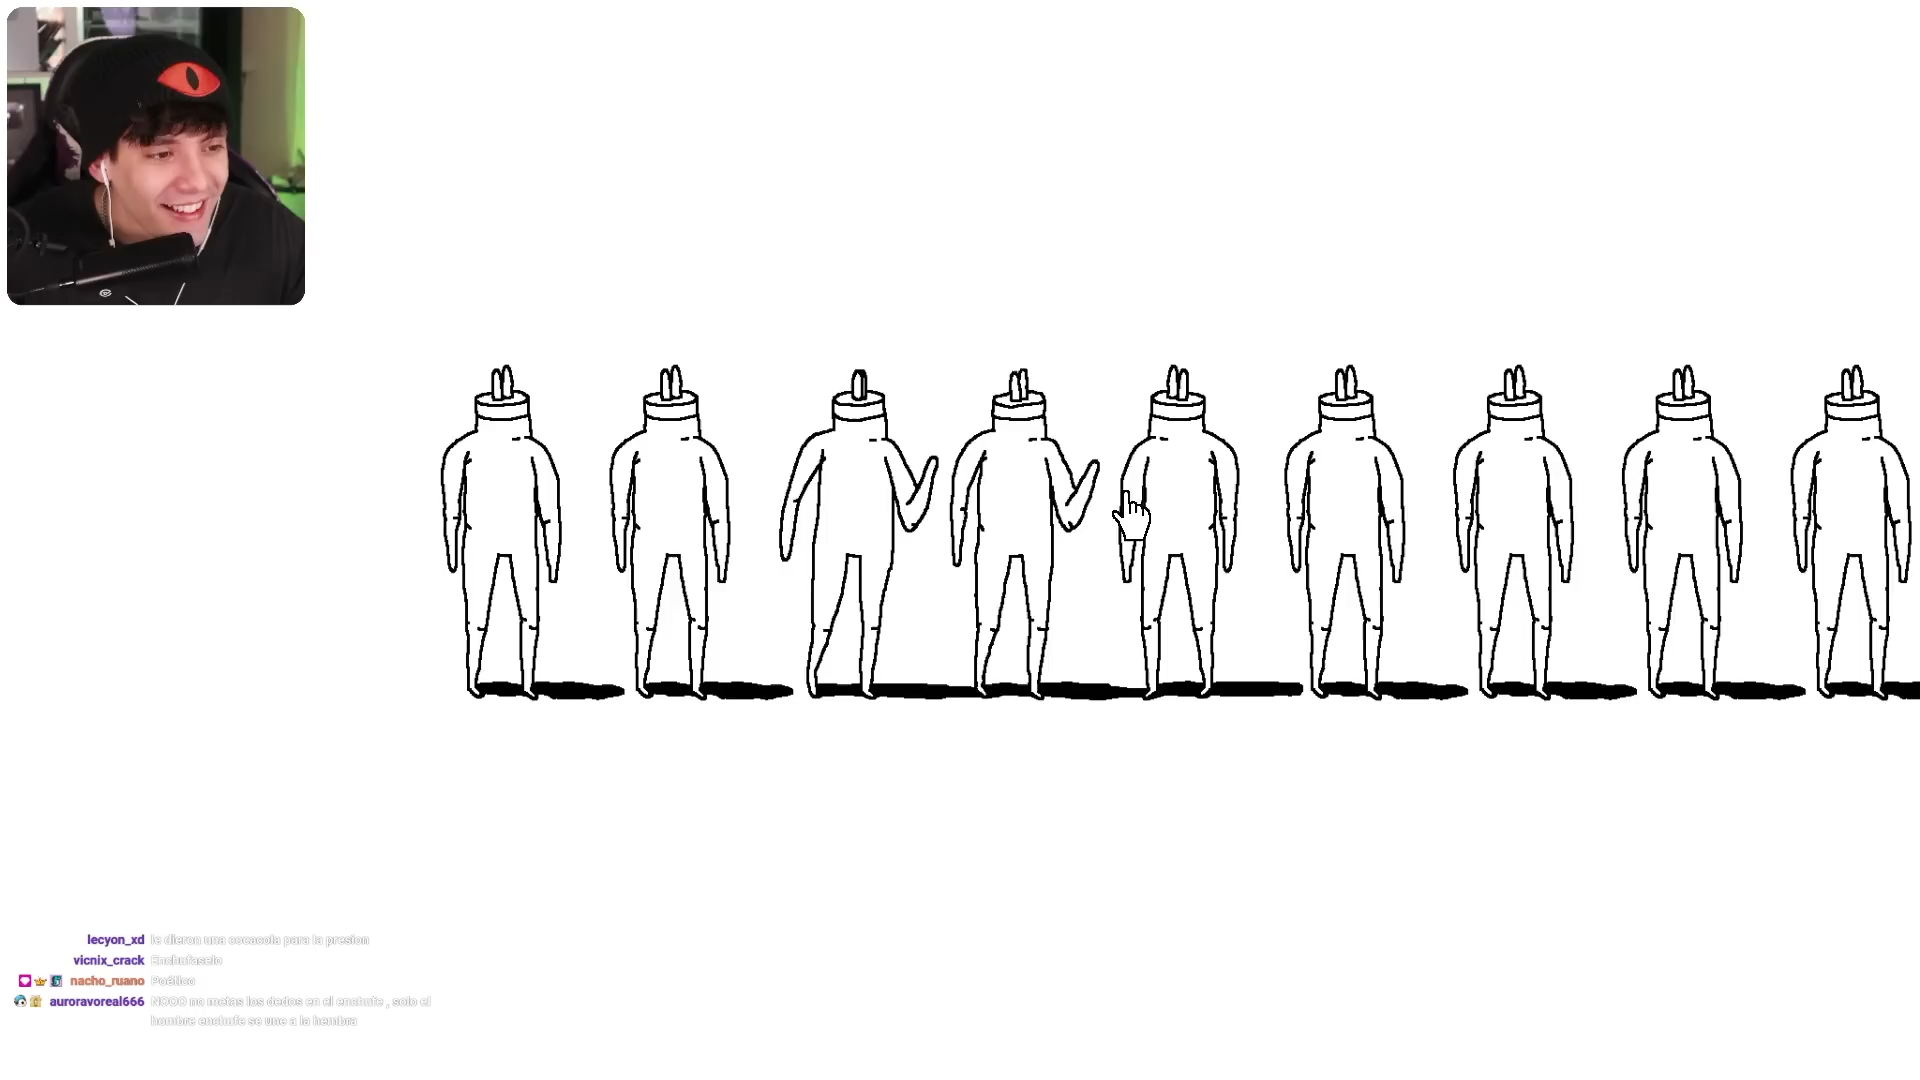 lecyon_xd le dieron una cocacola para la presion
vicnix_crack Enchufaselo
nacho_ruano Poético
auroravoreal666 NOOO no metas los dedos en el enchufe , solo el
hombre enchufe se une a la hembra